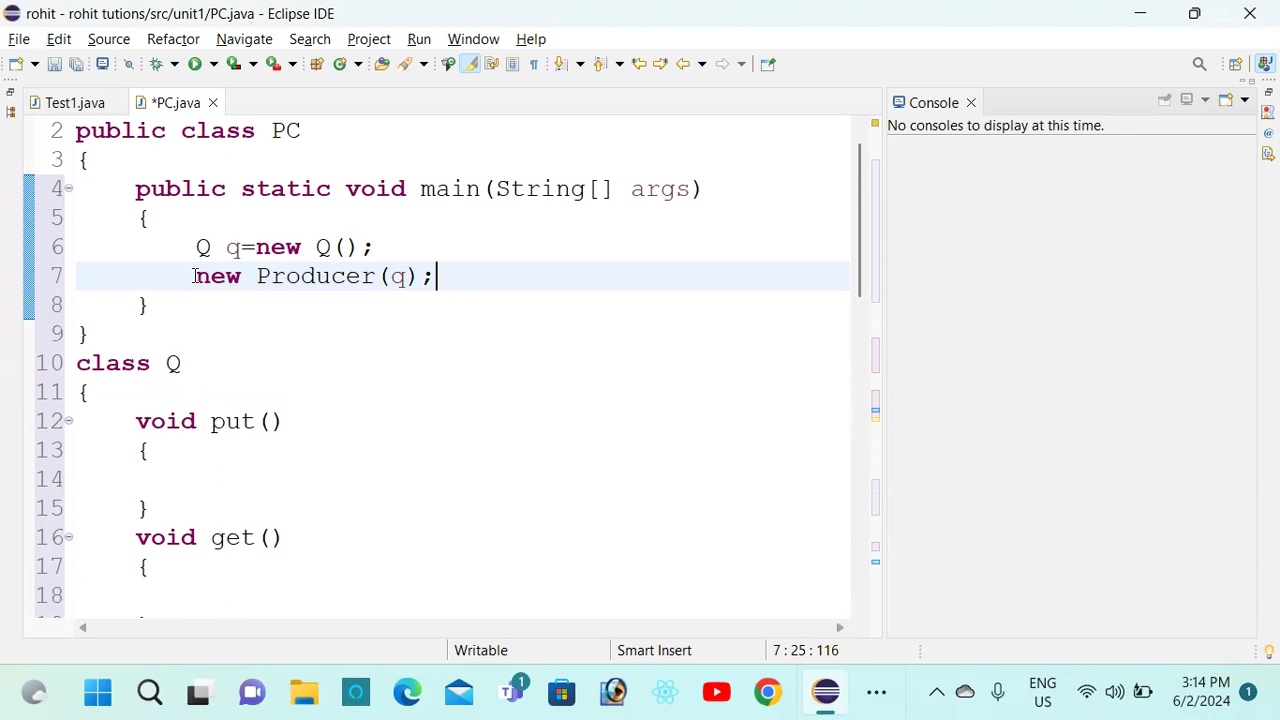 rohit - rohit tutions/src/unit1/PC.java - Eclipse IDE
File Edit Source Refactor Navigate Search Project Run Window Help
Test1.java *PC.java Console
No consoles to display at this time.
2 public class PC
3 {
4 public static void main(String[] args)
5 {
6 Q q=new Q();
7 new Producer(q);
8 }
9 }
10 class Q
11 {
12 void put()
13 {
14
15 }
16 void get()
17 {
18
Writable Smart Insert 7 : 25 : 116
1 ENG US 3:14 PM 6/2/2024 1